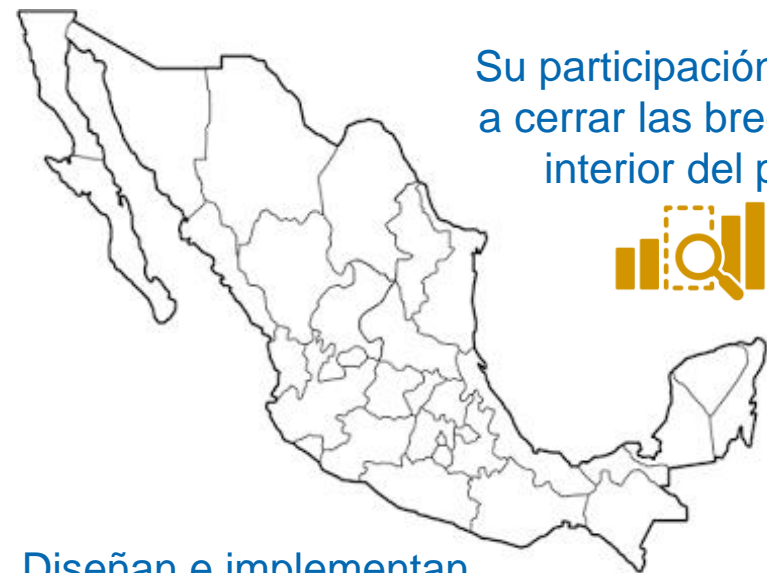 Su participación
a cerrar las bre
interior del p
Diseñan e implementan